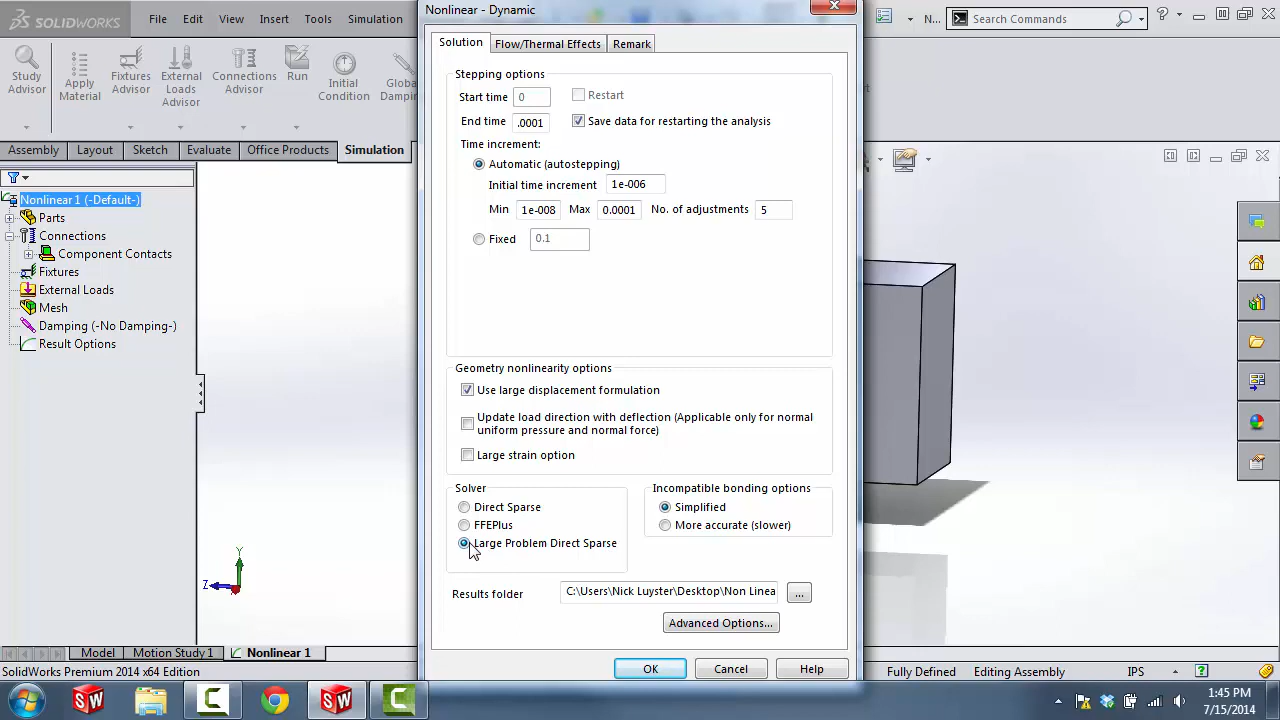 SOLIDWORKS
File Edit View Insert Tools Simulation
Nonlinear - Dynamic
N...
Search Commands
Study Advisor
Apply Material
Fixtures Advisor
External Loads Advisor
Connections Advisor
Run
Initial Condition
Globa
Dampin
Assembly Layout Sketch Evaluate Office Products Simulation
Nonlinear 1 (-Default-)
Parts
Connections
Component Contacts
Fixtures
External Loads
Mesh
Damping (-No Damping-)
Result Options
Solution Flow/Thermal Effects Remark
Stepping options
Start time 0 Restart
End time .0001 Save data for restarting the analysis
Time increment:
Automatic (autostepping)
Initial time increment 1e-006
Min 1e-008 Max 0.0001 No. of adjustments 5
Fixed 0.1
Geometry nonlinearity options
Use large displacement formulation
Update load direction with deflection (Applicable only for normal
uniform pressure and normal force)
Large strain option
Solver
Direct Sparse
FFEPlus
Large Problem Direct Sparse
Incompatible bonding options
Simplified
More accurate (slower)
Results folder C:\Users\Nick Luyster\Desktop\Non Linea ...
Advanced Options...
OK Cancel Help
Y
Z
Model Motion Study 1 Nonlinear 1
SolidWorks Premium 2014 x64 Edition
Fully Defined Editing Assembly IPS
1:45 PM
7/15/2014